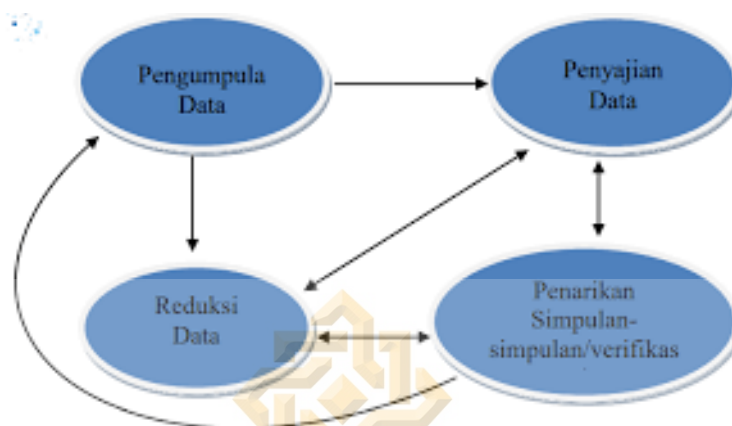 Pengumpula
Data
Penyajian
Data
Reduksi
Data
Penarikan
Simpulan-
simpulan/verifikas